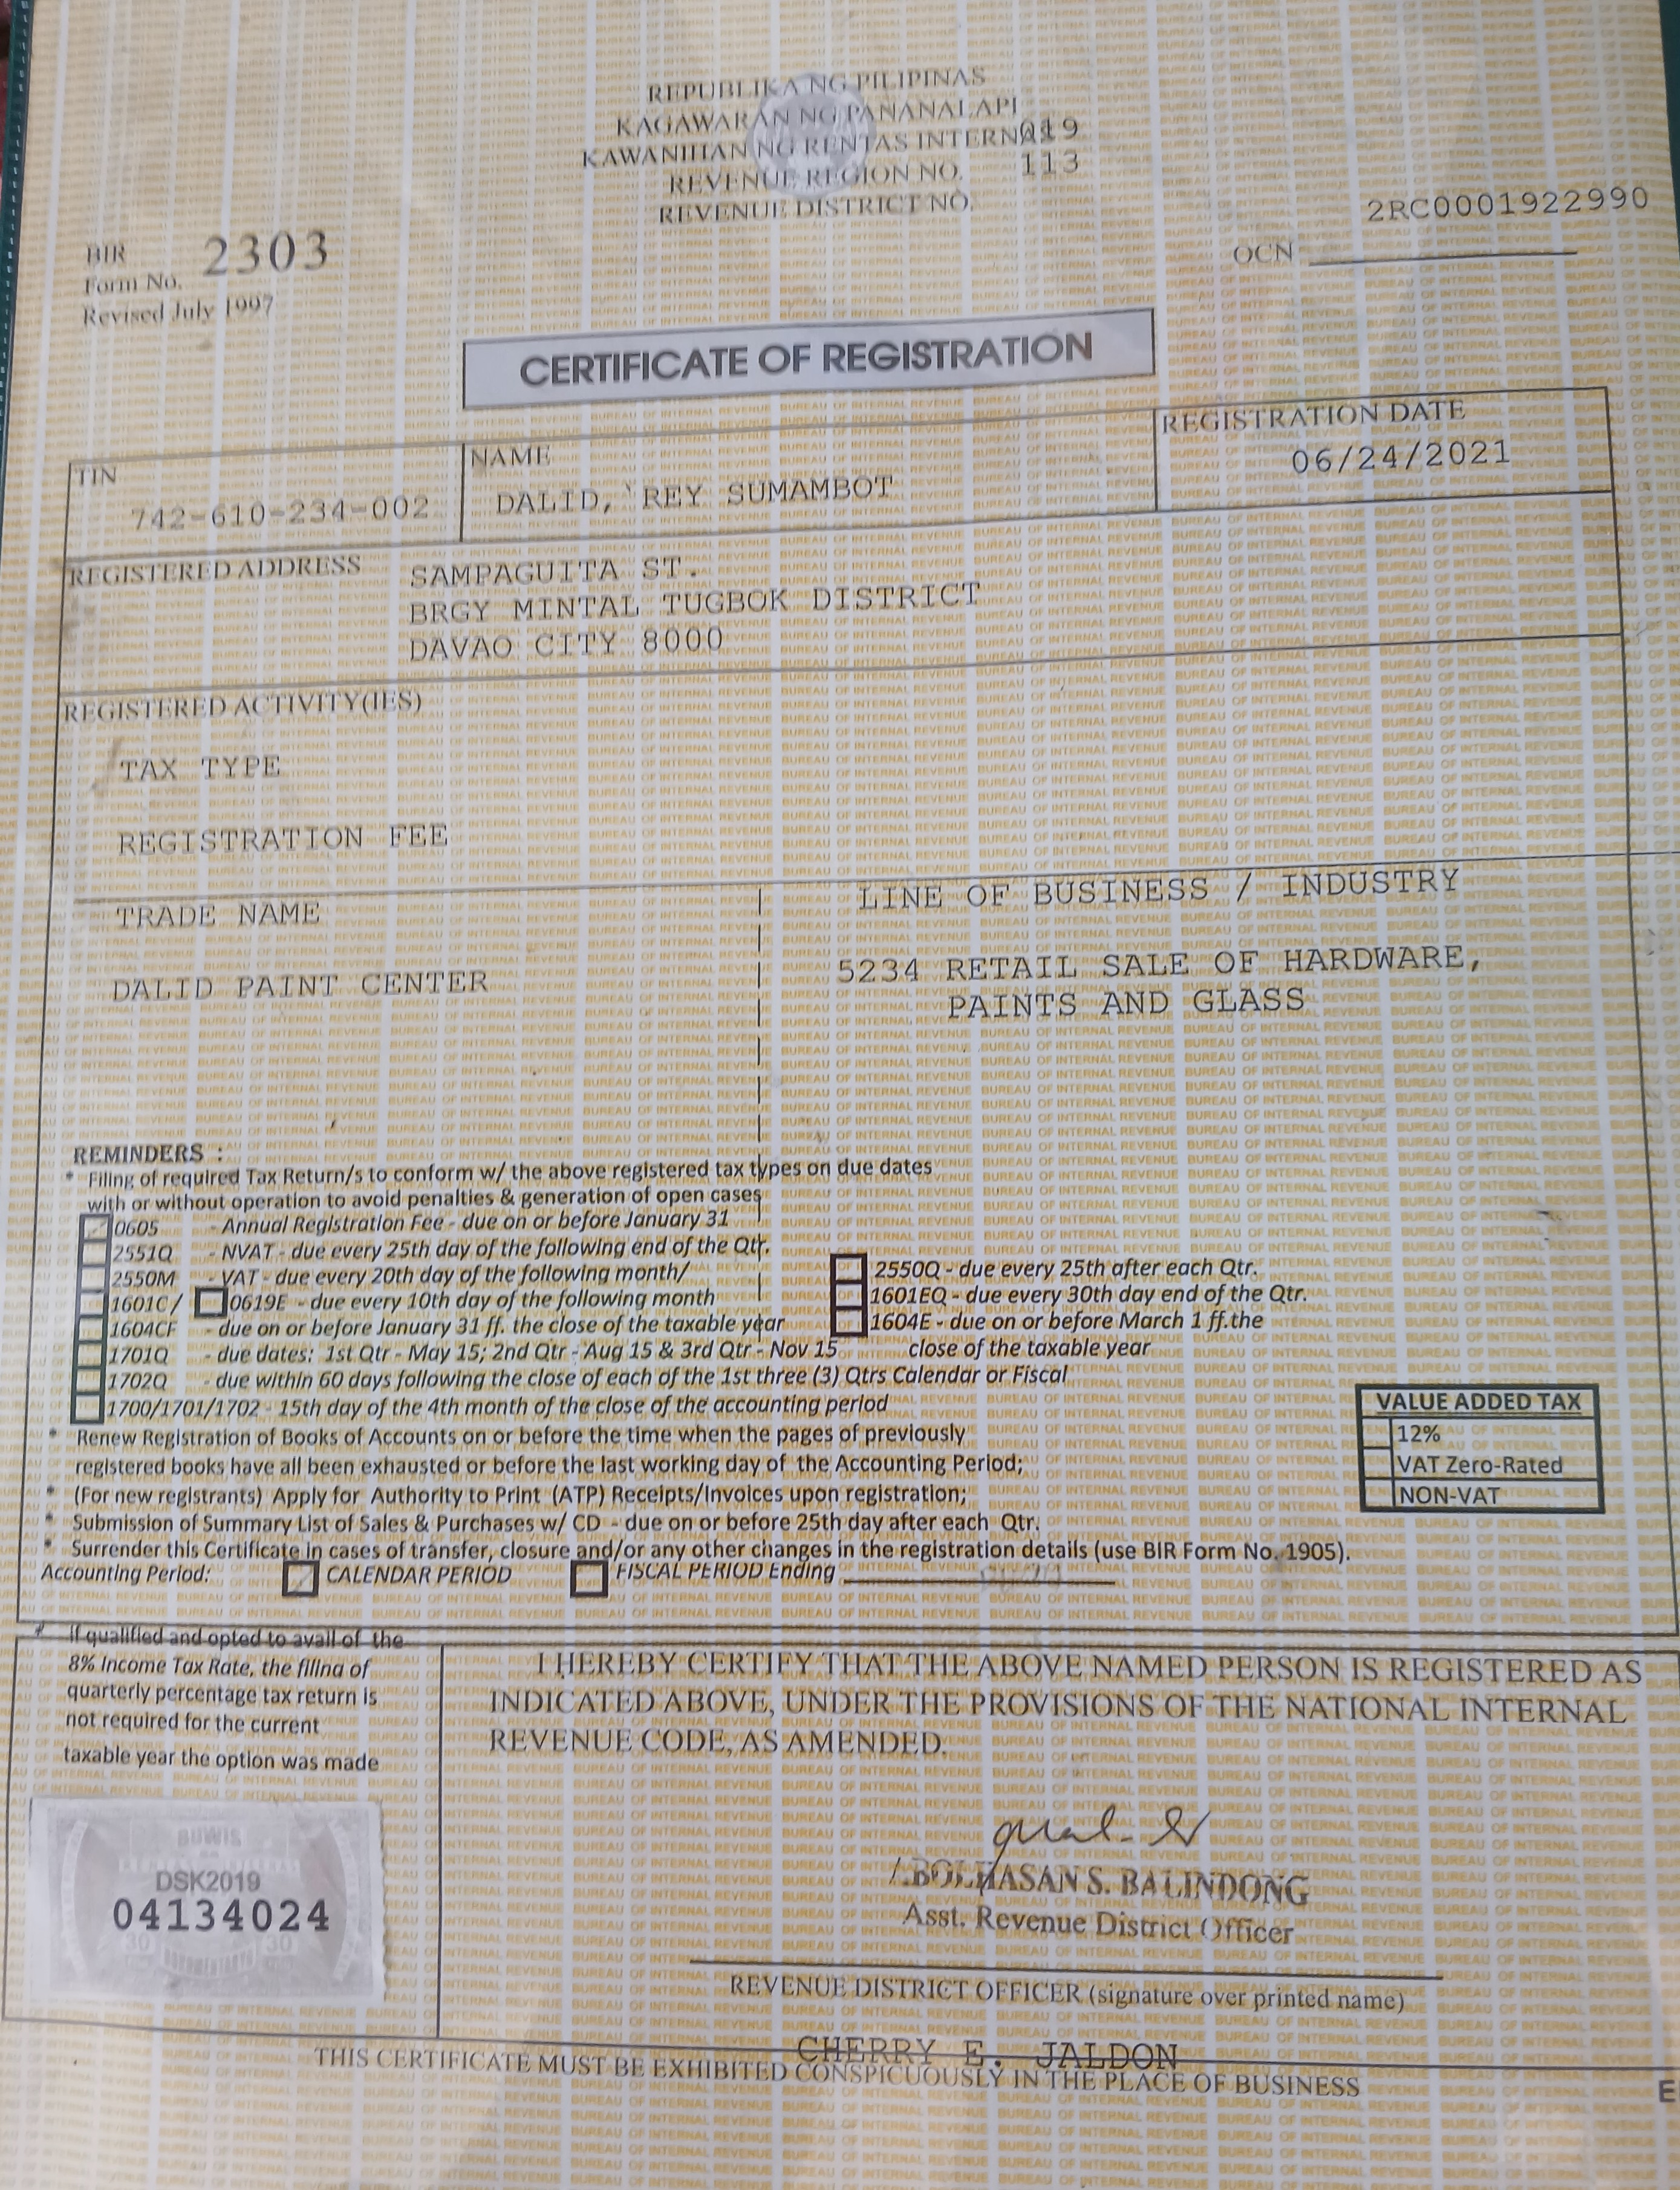 REPUBLIKA NG PILIPINAS
KAGAWARAN NG PANANALAPI
KAWANIHAN NG RENTAS INTERNAS 019
REVENUE REGION NO. 113
REVENUE DISTRICT NO.
2RC0001922990
OCN
BIR
Form No. 2303
Revised July 1997
CERTIFICATE OF REGISTRATION
TIN
742-610-234-002
NAME
DALID, REY SUMAMBOT
REGISTRATION DATE
06/24/2021
REGISTERED ADDRESS
SAMPAGUITA ST.
BRGY MINTAL TUGBOK DISTRICT
DAVAO CITY 8000
REGISTERED ACTIVITY(IES)
TAX TYPE
REGISTRATION FEE
TRADE NAME
DALID PAINT CENTER
LINE OF BUSINESS / INDUSTRY
5234 RETAIL SALE OF HARDWARE,
PAINTS AND GLASS
REMINDERS :
* Filing of required Tax Return/s to conform w/ the above registered tax types on due dates
with or without operation to avoid penalties & generation of open cases
0605 - Annual Registration Fee - due on or before January 31
2551Q - NVAT - due every 25th day of the following end of the Qtr.
2550M - VAT - due every 20th day of the following month/ 2550Q - due every 25th after each Qtr.
1601C / 0619E - due every 10th day of the following month 1601EQ - due every 30th day end of the Qtr.
1604CF - due on or before January 31 ff. the close of the taxable year 1604E - due on or before March 1 ff.the
1701Q - due dates: 1st Qtr - May 15; 2nd Qtr - Aug 15 & 3rd Qtr - Nov 15 close of the taxable year
1702Q - due within 60 days following the close of each of the 1st three (3) Qtrs Calendar or Fiscal
1700/1701/1702 - 15th day of the 4th month of the close of the accounting period
* Renew Registration of Books of Accounts on or before the time when the pages of previously
registered books have all been exhausted or before the last working day of the Accounting Period;
* (For new registrants) Apply for Authority to Print (ATP) Receipts/Invoices upon registration;
* Submission of Summary List of Sales & Purchases w/ CD - due on or before 25th day after each Qtr.
* Surrender this Certificate in cases of transfer, closure and/or any other changes in the registration details (use BIR Form No. 1905).
Accounting Period: CALENDAR PERIOD FISCAL PERIOD Ending
VALUE ADDED TAX
12%
VAT Zero-Rated
NON-VAT
* If qualified and opted to avail of the
8% Income Tax Rate, the filing of
quarterly percentage tax return is
not required for the current
taxable year the option was made
BUWIS
DSK2019
04134024
30 30
I HEREBY CERTIFY THAT THE ABOVE NAMED PERSON IS REGISTERED AS
INDICATED ABOVE, UNDER THE PROVISIONS OF THE NATIONAL INTERNAL
REVENUE CODE, AS AMENDED.
BOLHASAN S. BALINDONG
Asst. Revenue District Officer
REVENUE DISTRICT OFFICER (signature over printed name)
CHERRY E. JALDON
THIS CERTIFICATE MUST BE EXHIBITED CONSPICUOUSLY IN THE PLACE OF BUSINESS
E